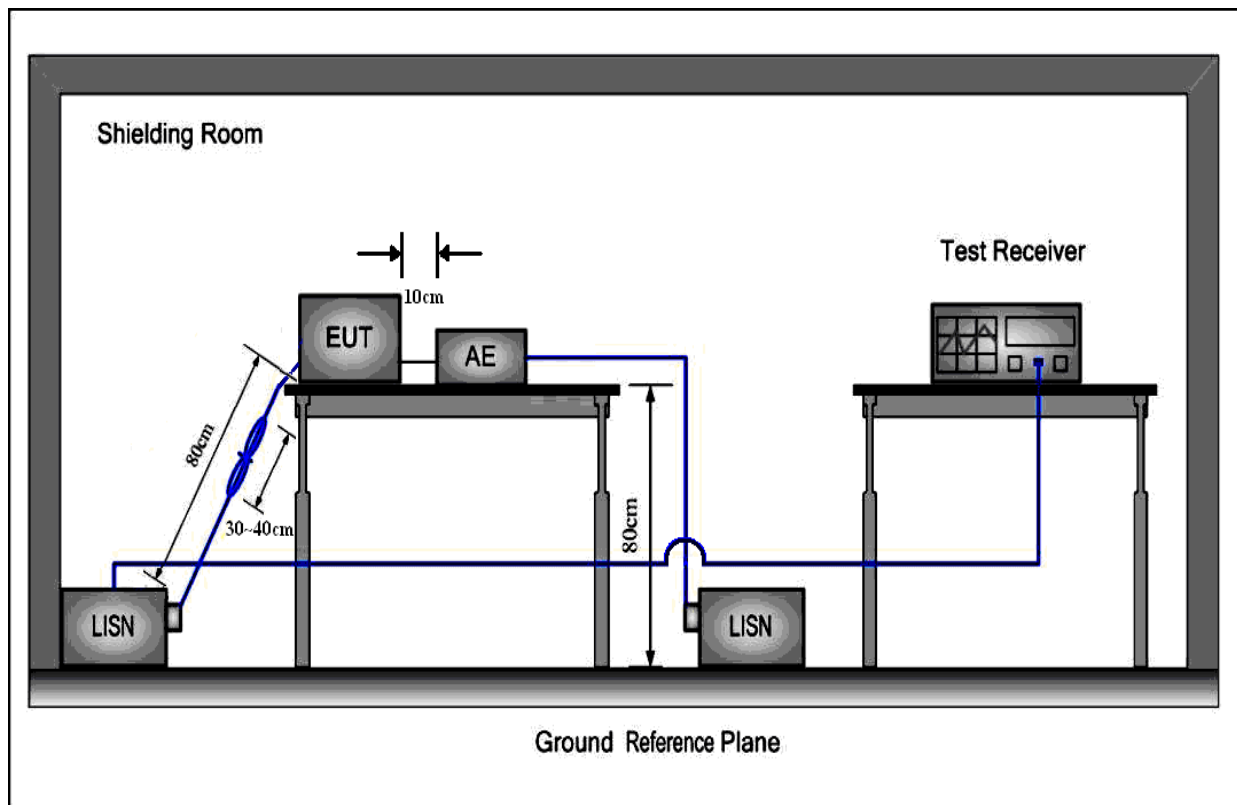 Shielding Room
Test Receiver
10cm
EUT
AE
80cm
30~40cm
80cm
LISN
LISN
Ground Reference Plane